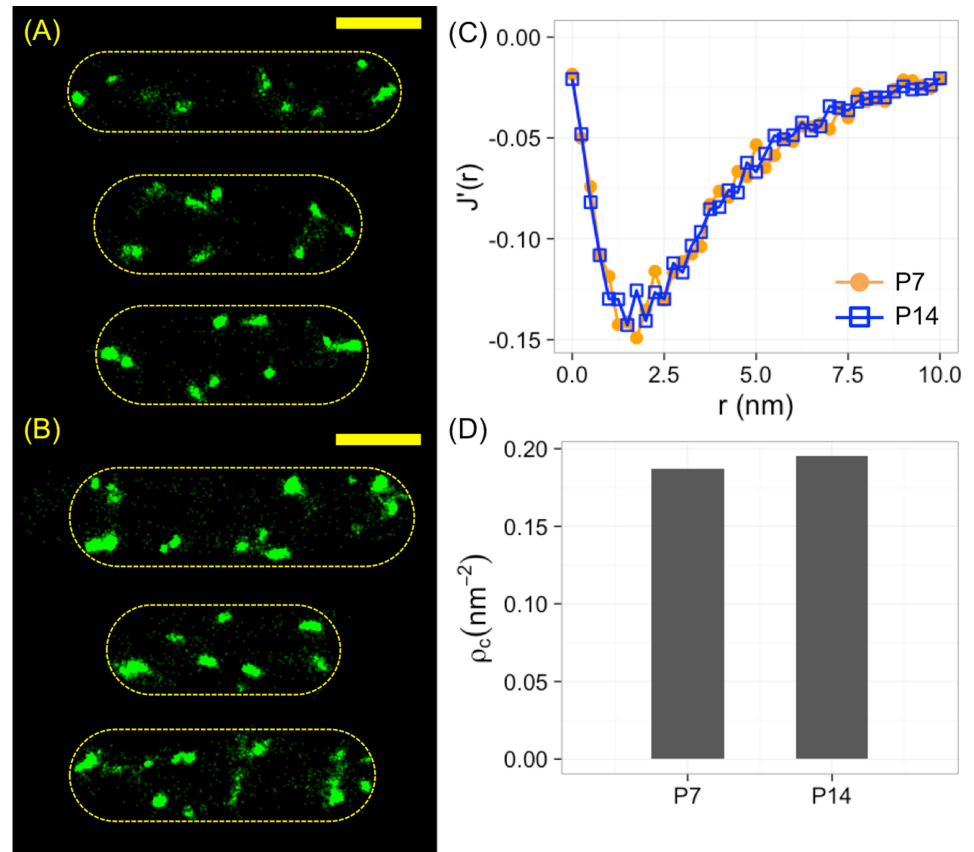 (A)
(B)
(C)
0.00
-0.05
-0.10
-0.15
J'(r)
P7
P14
0.0 2.5 5.0 7.5 10.0
r (nm)
(D)
0.20
0.15
0.10
0.05
0.00
ρc(nm⁻²)
P7 P14